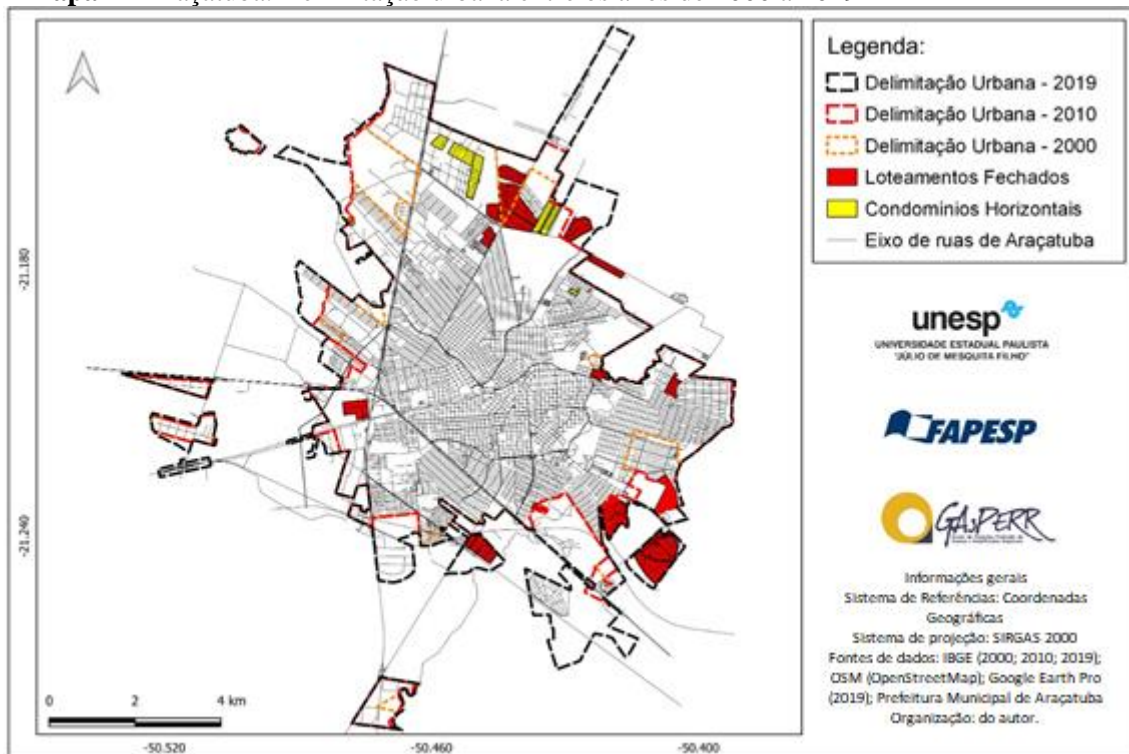 Legenda:
Delimitação Urbana - 2019
Delimitação Urbana - 2010
Delimitação Urbana - 2000
Loteamentos Fechados
Condomínios Horizontais
Eixo de ruas de Araçatuba
-21.180
-21.240
0 2 4 km
-50.520 -50.460 -50.400
unesp
UNIVERSIDADE ESTADUAL PAULISTA
"JÚLIO DE MESQUITA FILHO"
FAPESP
GAsPERR
Informações gerais
Sistema de Referências: Coordenadas
Geográficas
Sistema de projeção: SIRGAS 2000
Fontes de dados: IBGE (2000; 2010; 2019);
OSM (OpenStreetMap); Google Earth Pro
(2019); Prefeitura Municipal de Araçatuba
Organização: do autor.